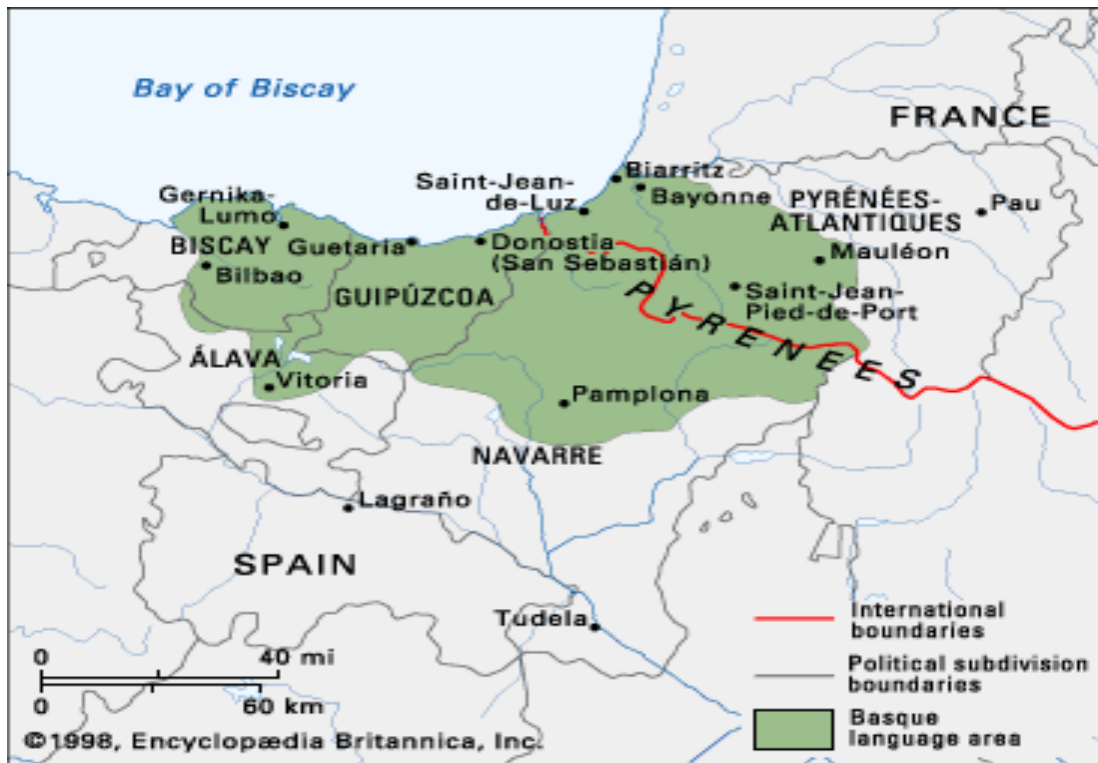 Bay of Biscay
FRANCE
Biarritz
Saint-Jean-
de-Luz
Bayonne
Gernika-
Lumo
PYRÉNÉES-
ATLANTIQUES
Pau
BISCAY
Guetaria
Donostia
(San Sebastián)
Mauléon
Bilbao
GUIPÚZCOA
Saint-Jean-
Pied-de-Port
PYRENEES
ÁLAVA
Vitoria
Pamplona
NAVARRE
Lagraño
SPAIN
Tudela
International
boundaries
Political subdivision
boundaries
Basque
language area
0 40 mi
0 60 km
©1998, Encyclopædia Britannica, Inc.